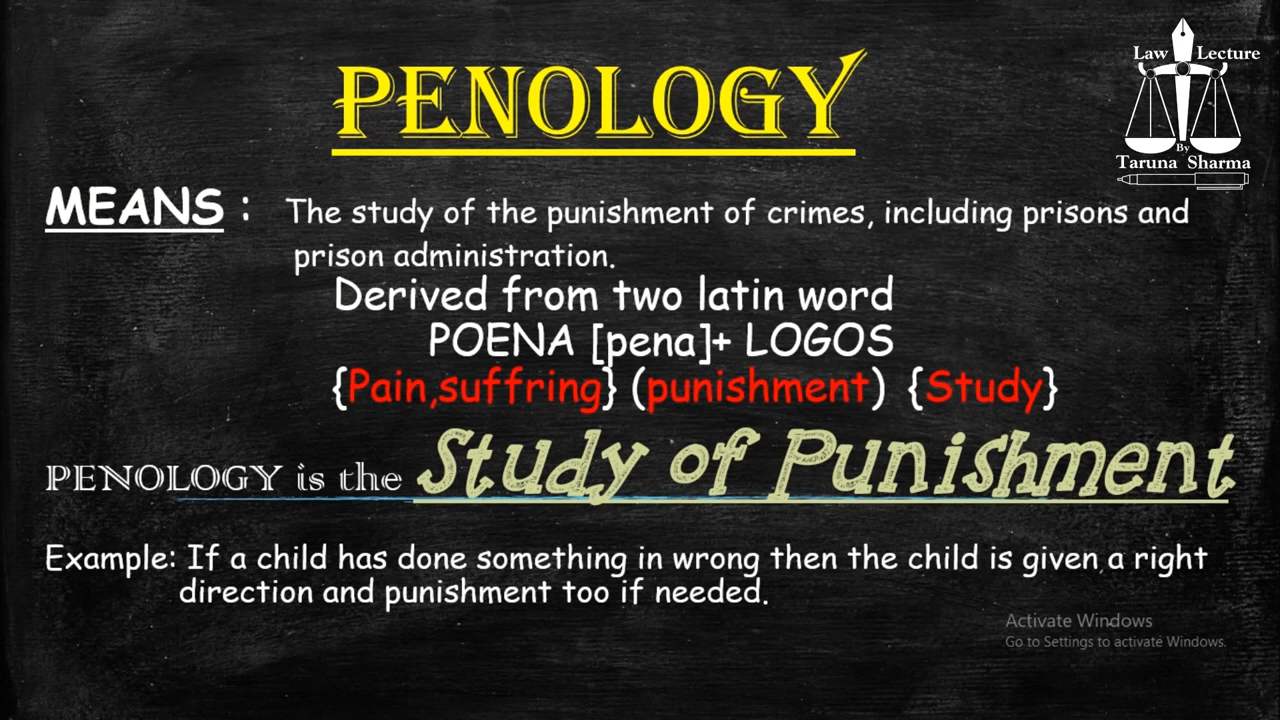 PENOLOGY
Law Lecture
By
Taruna Sharma
MEANS : The study of the punishment of crimes, including prisons and
prison administration.
Derived from two latin word
POENA [pena]+ LOGOS
{Pain,suffring} (punishment) {Study}
PENOLOGY is the Study of Punishment
Example: If a child has done something in wrong then the child is given a right
direction and punishment too if needed.
Activate Windows
Go to Settings to activate Windows.